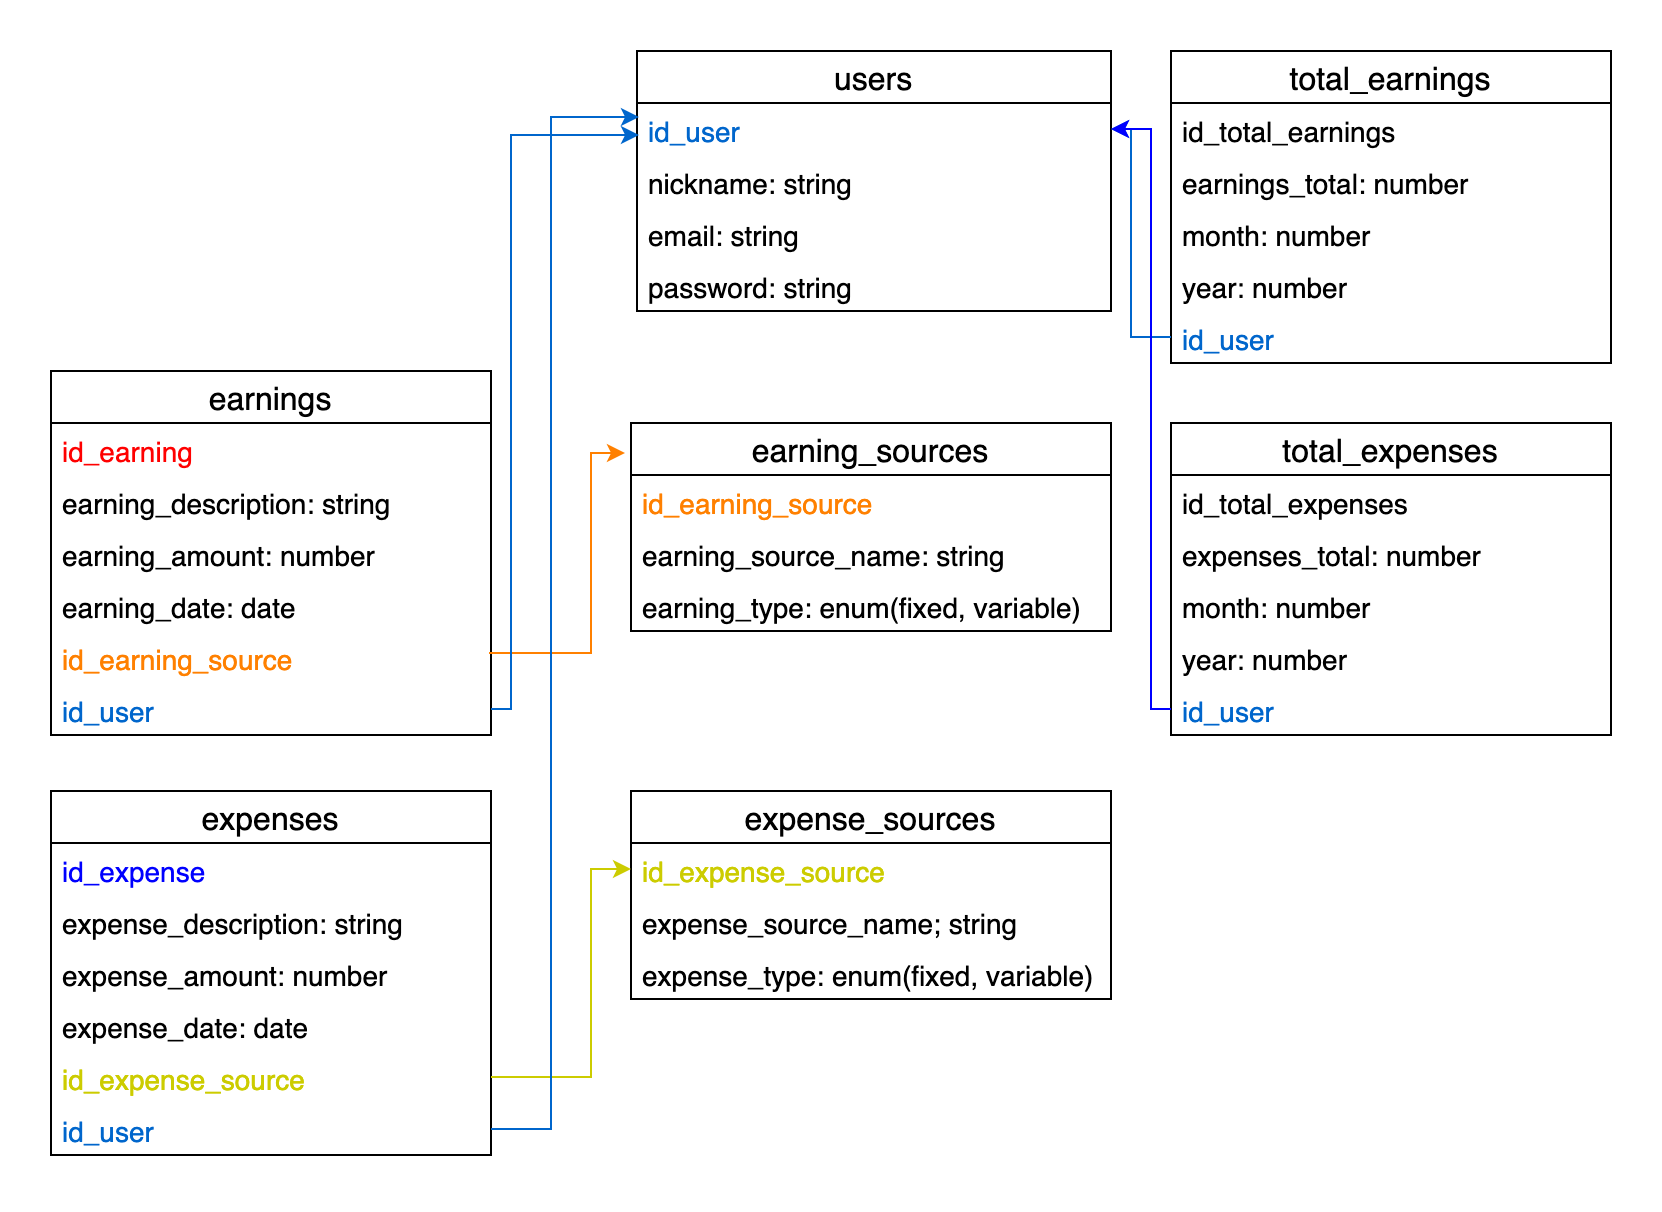 users
id_user
nickname: string
email: string
password: string
total_earnings
id_total_earnings
earnings_total: number
month: number
year: number
id_user
earnings
id_earning
earning_description: string
earning_amount: number
earning_date: date
id_earning_source
id_user
earning_sources
id_earning_source
earning_source_name: string
earning_type: enum(fixed, variable)
total_expenses
id_total_expenses
expenses_total: number
month: number
year: number
id_user
expenses
id_expense
expense_description: string
expense_amount: number
expense_date: date
id_expense_source
id_user
expense_sources
id_expense_source
expense_source_name; string
expense_type: enum(fixed, variable)